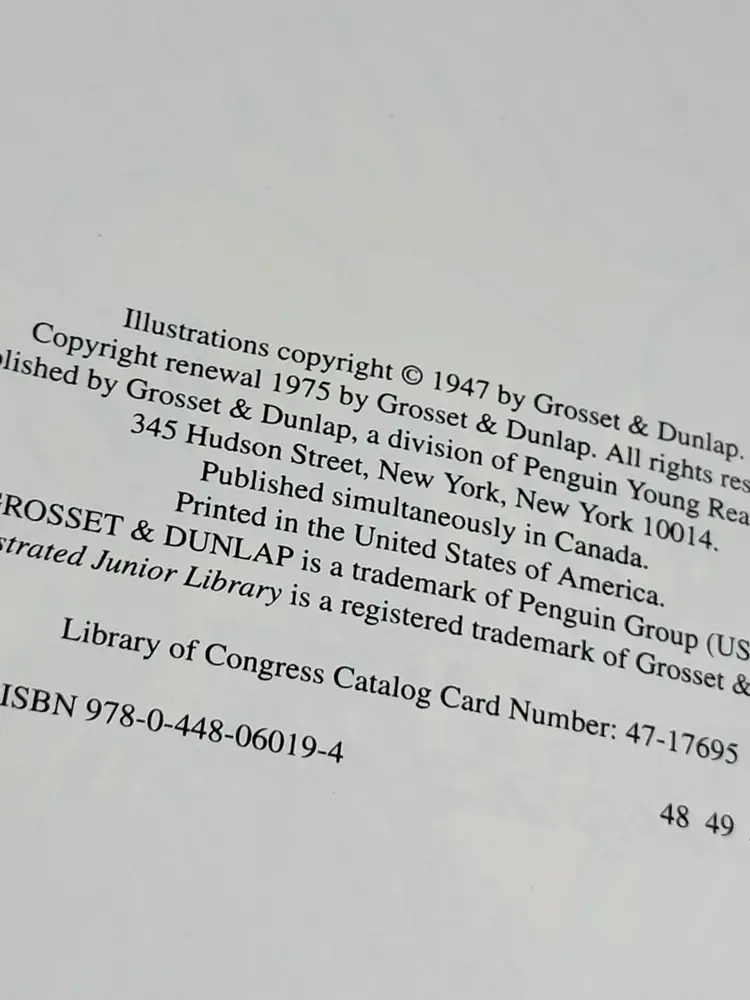 Illustrations copyright © 1947 by Grosset & Dunlap.
Copyright renewal 1975 by Grosset & Dunlap. All rights res
lished by Grosset & Dunlap, a division of Penguin Young Rea
345 Hudson Street, New York, New York 10014.
Published simultaneously in Canada.
Printed in the United States of America.
ROSSET & DUNLAP is a trademark of Penguin Group (US
strated Junior Library is a registered trademark of Grosset &
Library of Congress Catalog Card Number: 47-17695
ISBN 978-0-448-06019-4
48 49